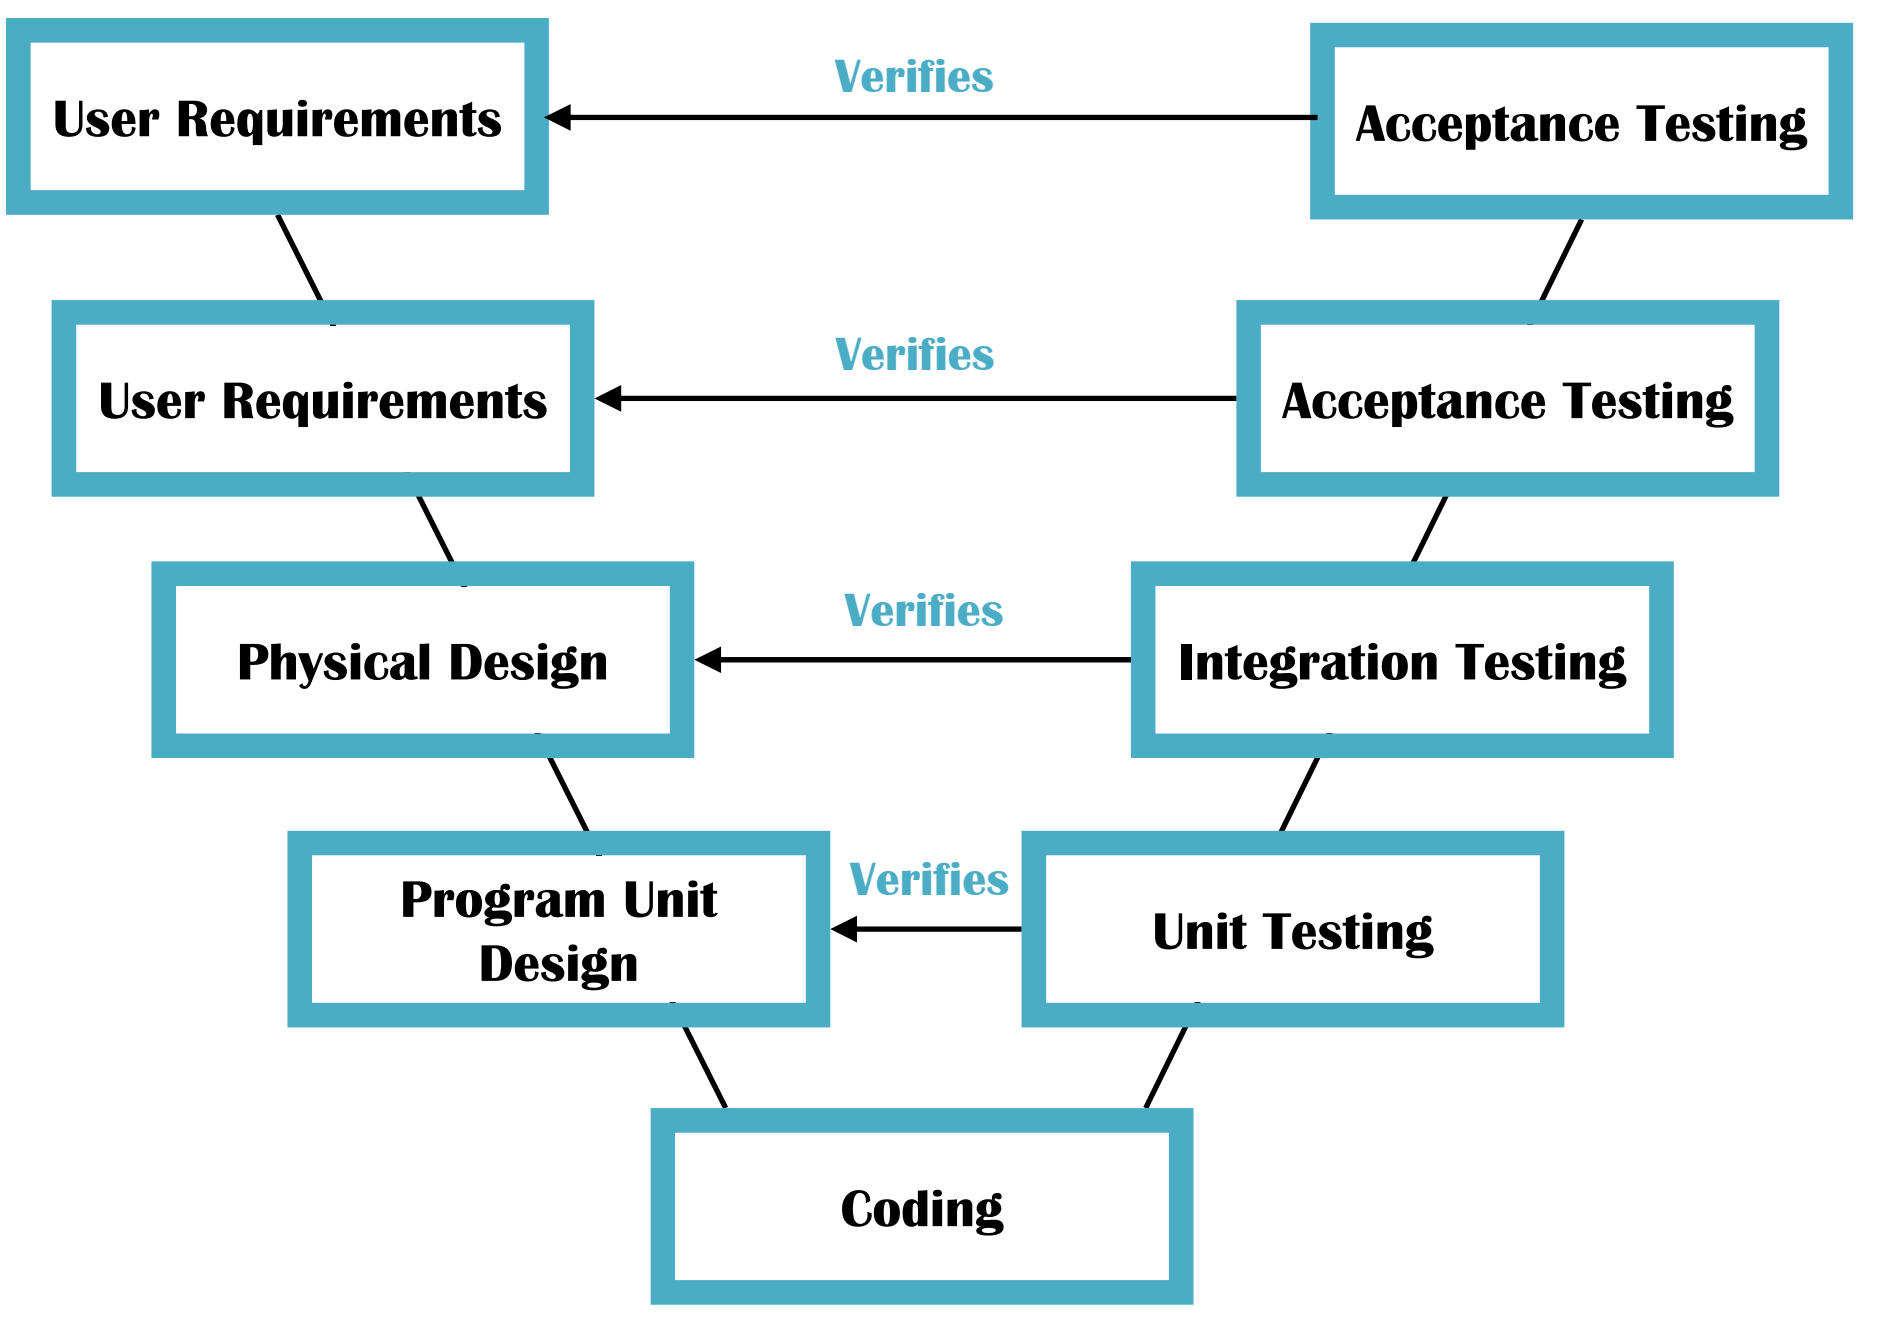 User Requirements
Verifies
Acceptance Testing
User Requirements
Verifies
Acceptance Testing
Physical Design
Verifies
Integration Testing
Program Unit
Design
Verifies
Unit Testing
Coding